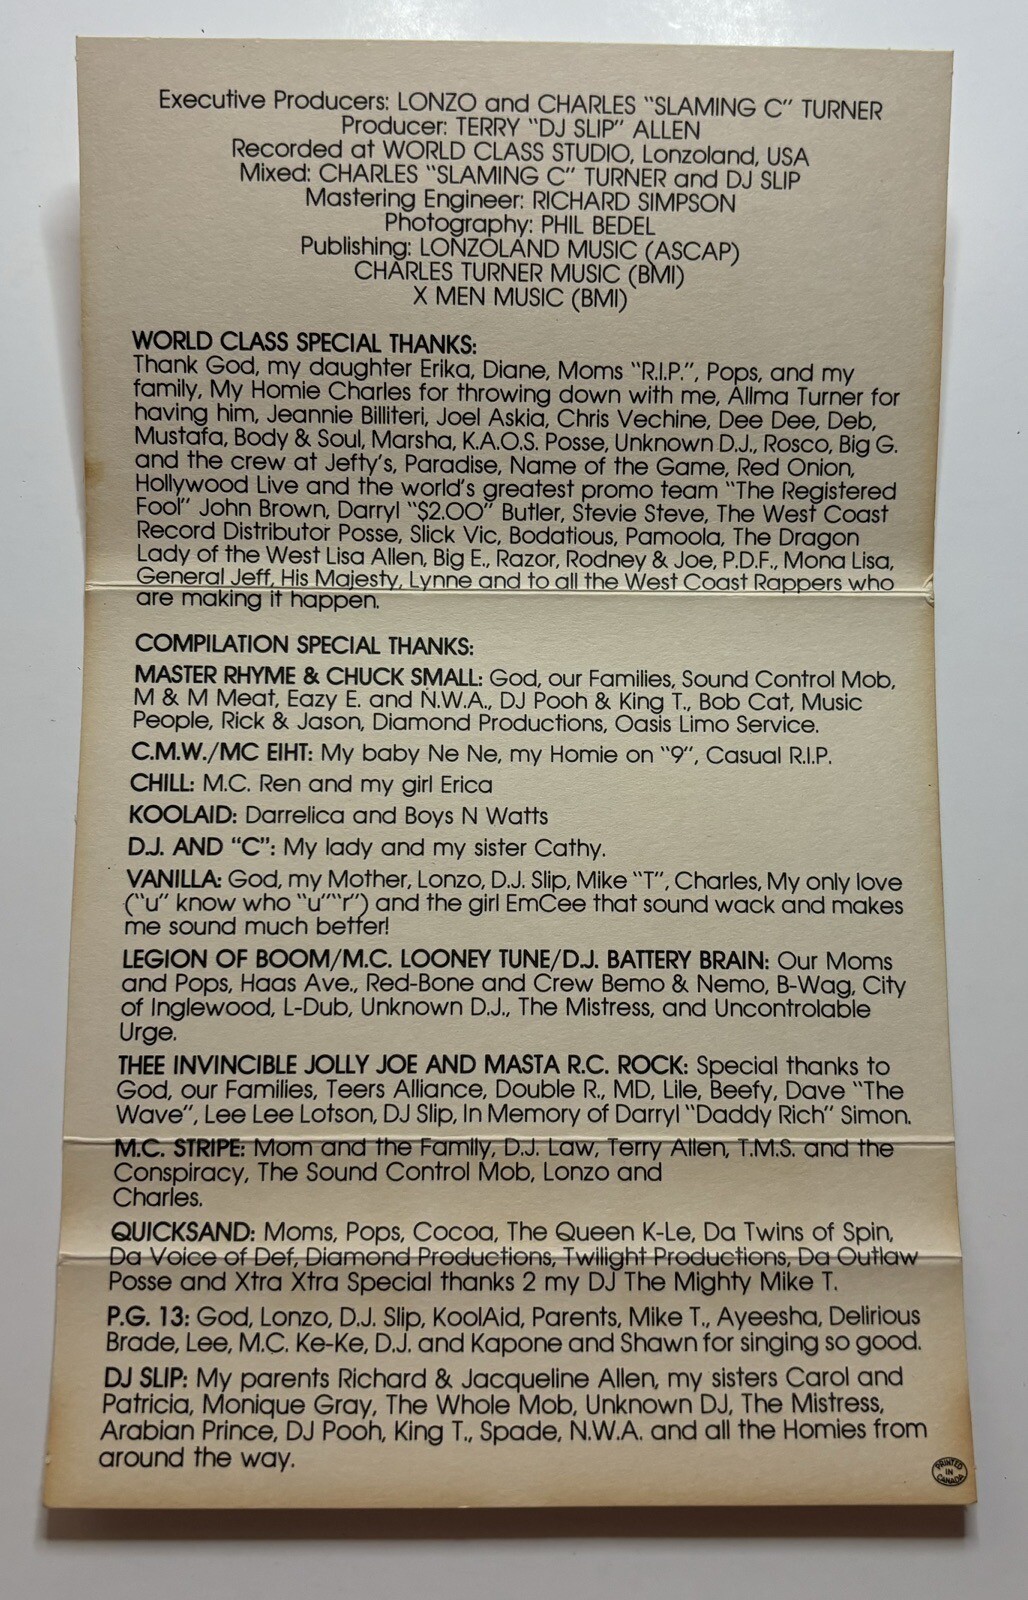 Executive Producers: LONZO and CHARLES "SLAMING C" TURNER
Producer: TERRY "DJ SLIP" ALLEN
Recorded at WORLD CLASS STUDIO, Lonzoland, USA
Mixed: CHARLES "SLAMING C" TURNER and DJ SLIP
Mastering Engineer: RICHARD SIMPSON
Photography: PHIL BEDEL
Publishing: LONZOLAND MUSIC (ASCAP)
CHARLES TURNER MUSIC (BMI)
X MEN MUSIC (BMI)
WORLD CLASS SPECIAL THANKS:
Thank God, my daughter Erika, Diane, Moms "R.I.P.", Pops, and my
family, My Homie Charles for throwing down with me, Allma Turner for
having him, Jeannie Billiteri, Joel Askia, Chris Vechine, Dee Dee, Deb,
Mustafa, Body & Soul, Marsha, K.A.O.S. Posse, Unknown D.J., Rosco, Big G.
and the crew at Jefty's, Paradise, Name of the Game, Red Onion,
Hollywood Live and the world's greatest promo team "The Registered
Fool" John Brown, Darryl "$2.00" Butler, Stevie Steve, The West Coast
Record Distributor Posse, Slick Vic, Bodatious, Pamoola, The Dragon
Lady of the West Lisa Allen, Big E., Razor, Rodney & Joe, P.D.F., Mona Lisa,
General Jeff, His Majesty, Lynne and to all the West Coast Rappers who
are making it happen.
COMPILATION SPECIAL THANKS:
MASTER RHYME & CHUCK SMALL: God, our Families, Sound Control Mob,
M & M Meat, Eazy E. and N.W.A., DJ Pooh & King T., Bob Cat, Music
People, Rick & Jason, Diamond Productions, Oasis Limo Service.
C.M.W./MC EIHT: My baby Ne Ne, my Homie on "9", Casual R.I.P.
CHILL: M.C. Ren and my girl Erica
KOOLAID: Darrelica and Boys N Watts
D.J. AND "C": My lady and my sister Cathy.
VANILLA: God, my Mother, Lonzo, D.J. Slip, Mike "T", Charles, My only love
("u" know who "u""r") and the girl EmCee that sound wack and makes
me sound much better!
LEGION OF BOOM/M.C. LOONEY TUNE/D.J. BATTERY BRAIN: Our Moms
and Pops, Haas Ave., Red-Bone and Crew Bemo & Nemo, B-Wag, City
of Inglewood, L-Dub, Unknown D.J., The Mistress, and Uncontrolable
Urge.
THEE INVINCIBLE JOLLY JOE AND MASTA R.C. ROCK: Special thanks to
God, our Families, Teers Alliance, Double R., MD, Lile, Beefy, Dave "The
Wave", Lee Lee Lotson, DJ Slip, In Memory of Darryl "Daddy Rich" Simon.
M.C. STRIPE: Mom and the Family, D.J. Law, Terry Allen, T.M.S. and the
Conspiracy, The Sound Control Mob, Lonzo and
Charles.
QUICKSAND: Moms, Pops, Cocoa, The Queen K-Le, Da Twins of Spin,
Da Voice of Def, Diamond Productions, Twilight Productions, Da Outlaw
Posse and Xtra Xtra Special thanks 2 my DJ The Mighty Mike T.
P.G. 13: God, Lonzo, D.J. Slip, KoolAid, Parents, Mike T., Ayeesha, Delirious
Brade, Lee, M.C. Ke-Ke, D.J. and Kapone and Shawn for singing so good.
DJ SLIP: My parents Richard & Jacqueline Allen, my sisters Carol and
Patricia, Monique Gray, The Whole Mob, Unknown DJ, The Mistress,
Arabian Prince, DJ Pooh, King T., Spade, N.W.A. and all the Homies from
around the way.
PRINTED
IN
CANADA